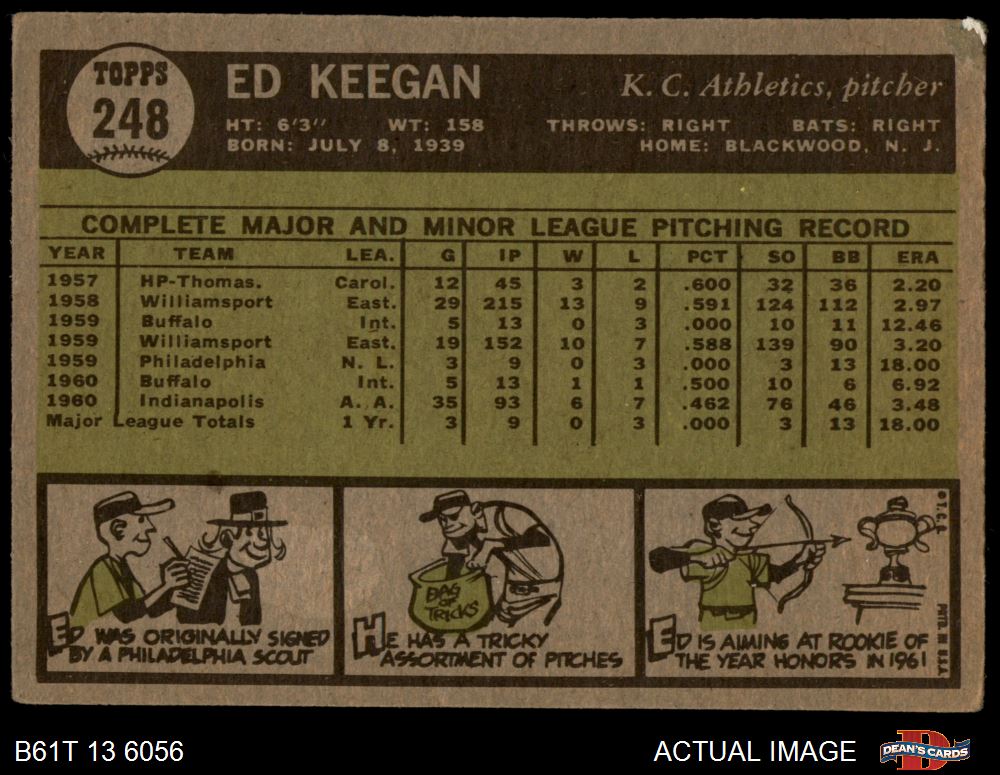 TOPPS
248
ED KEEGAN
K. C. Athletics, pitcher
HT: 6'3" WT: 158 THROWS: RIGHT BATS: RIGHT
BORN: JULY 8, 1939 HOME: BLACKWOOD, N. J.
COMPLETE MAJOR AND MINOR LEAGUE PITCHING RECORD
YEAR TEAM LEA. G IP W L PCT SO BB ERA
1957 HP-Thomas. Carol. 12 45 3 2 .600 32 36 2.20
1958 Williamsport East. 29 215 13 9 .591 124 112 2.97
1959 Buffalo Int. 5 13 0 3 .000 10 11 12.46
1959 Williamsport East. 19 152 10 7 .588 139 90 3.20
1959 Philadelphia N. L. 3 9 0 3 .000 3 13 18.00
1960 Buffalo Int. 5 13 1 1 .500 10 6 6.92
1960 Indianapolis A. A. 35 93 6 7 .462 76 46 3.48
Major League Totals 1 Yr. 3 9 0 3 .000 3 13 18.00
ED WAS ORIGINALLY SIGNED
BY A PHILADELPHIA SCOUT
BAG
OF
TRICKS
HE HAS A TRICKY
ASSORTMENT OF PITCHES
ED IS AIMING AT ROOKIE OF
THE YEAR HONORS IN 1961
© T.C.G. PRTD. IN U.S.A.
B61T 13 6056
ACTUAL IMAGE
DEAN'S CARDS